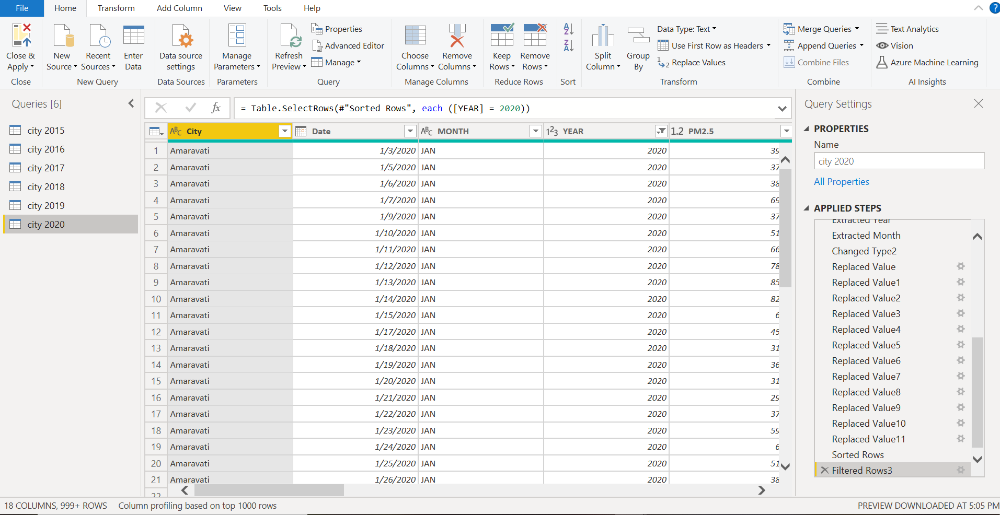 File Home Transform Add Column View Tools Help ?
Close & Apply
New Source
Recent Sources
Enter Data
Data source settings
Manage Parameters
Refresh Preview
Properties
Advanced Editor
Manage
Choose Columns
Remove Columns
Keep Rows
Remove Rows
Split Column
Group By
Data Type: Text
Use First Row as Headers
Replace Values
Merge Queries
Append Queries
Combine Files
Text Analytics
Vision
Azure Machine Learning
Close New Query Data Sources Parameters Query Manage Columns Reduce Rows Sort Transform Combine AI Insights
Queries [6]
city 2015
city 2016
city 2017
city 2018
city 2019
city 2020
fx = Table.SelectRows(#"Sorted Rows", each ([YEAR] = 2020))
ABC City Date ABC MONTH 123 YEAR 1.2 PM2.5
1 Amaravati 1/3/2020 JAN 2020 39
2 Amaravati 1/5/2020 JAN 2020 37
3 Amaravati 1/6/2020 JAN 2020 38
4 Amaravati 1/7/2020 JAN 2020 69
5 Amaravati 1/9/2020 JAN 2020 37
6 Amaravati 1/10/2020 JAN 2020 51
7 Amaravati 1/11/2020 JAN 2020 66
8 Amaravati 1/12/2020 JAN 2020 78
9 Amaravati 1/13/2020 JAN 2020 85
10 Amaravati 1/14/2020 JAN 2020 82
11 Amaravati 1/15/2020 JAN 2020 6
12 Amaravati 1/17/2020 JAN 2020 45
13 Amaravati 1/18/2020 JAN 2020 31
14 Amaravati 1/19/2020 JAN 2020 36
15 Amaravati 1/20/2020 JAN 2020 31
16 Amaravati 1/21/2020 JAN 2020 29
17 Amaravati 1/22/2020 JAN 2020 37
18 Amaravati 1/23/2020 JAN 2020 59
19 Amaravati 1/24/2020 JAN 2020 6
20 Amaravati 1/25/2020 JAN 2020 51
21 Amaravati 1/26/2020 JAN 2020 38
22
Query Settings
PROPERTIES
Name
city 2020
All Properties
APPLIED STEPS
Extracted Year
Extracted Month
Changed Type2
Replaced Value
Replaced Value1
Replaced Value2
Replaced Value3
Replaced Value4
Replaced Value5
Replaced Value6
Replaced Value7
Replaced Value8
Replaced Value9
Replaced Value10
Replaced Value11
Sorted Rows
Filtered Rows3
18 COLUMNS, 999+ ROWS Column profiling based on top 1000 rows PREVIEW DOWNLOADED AT 5:05 PM